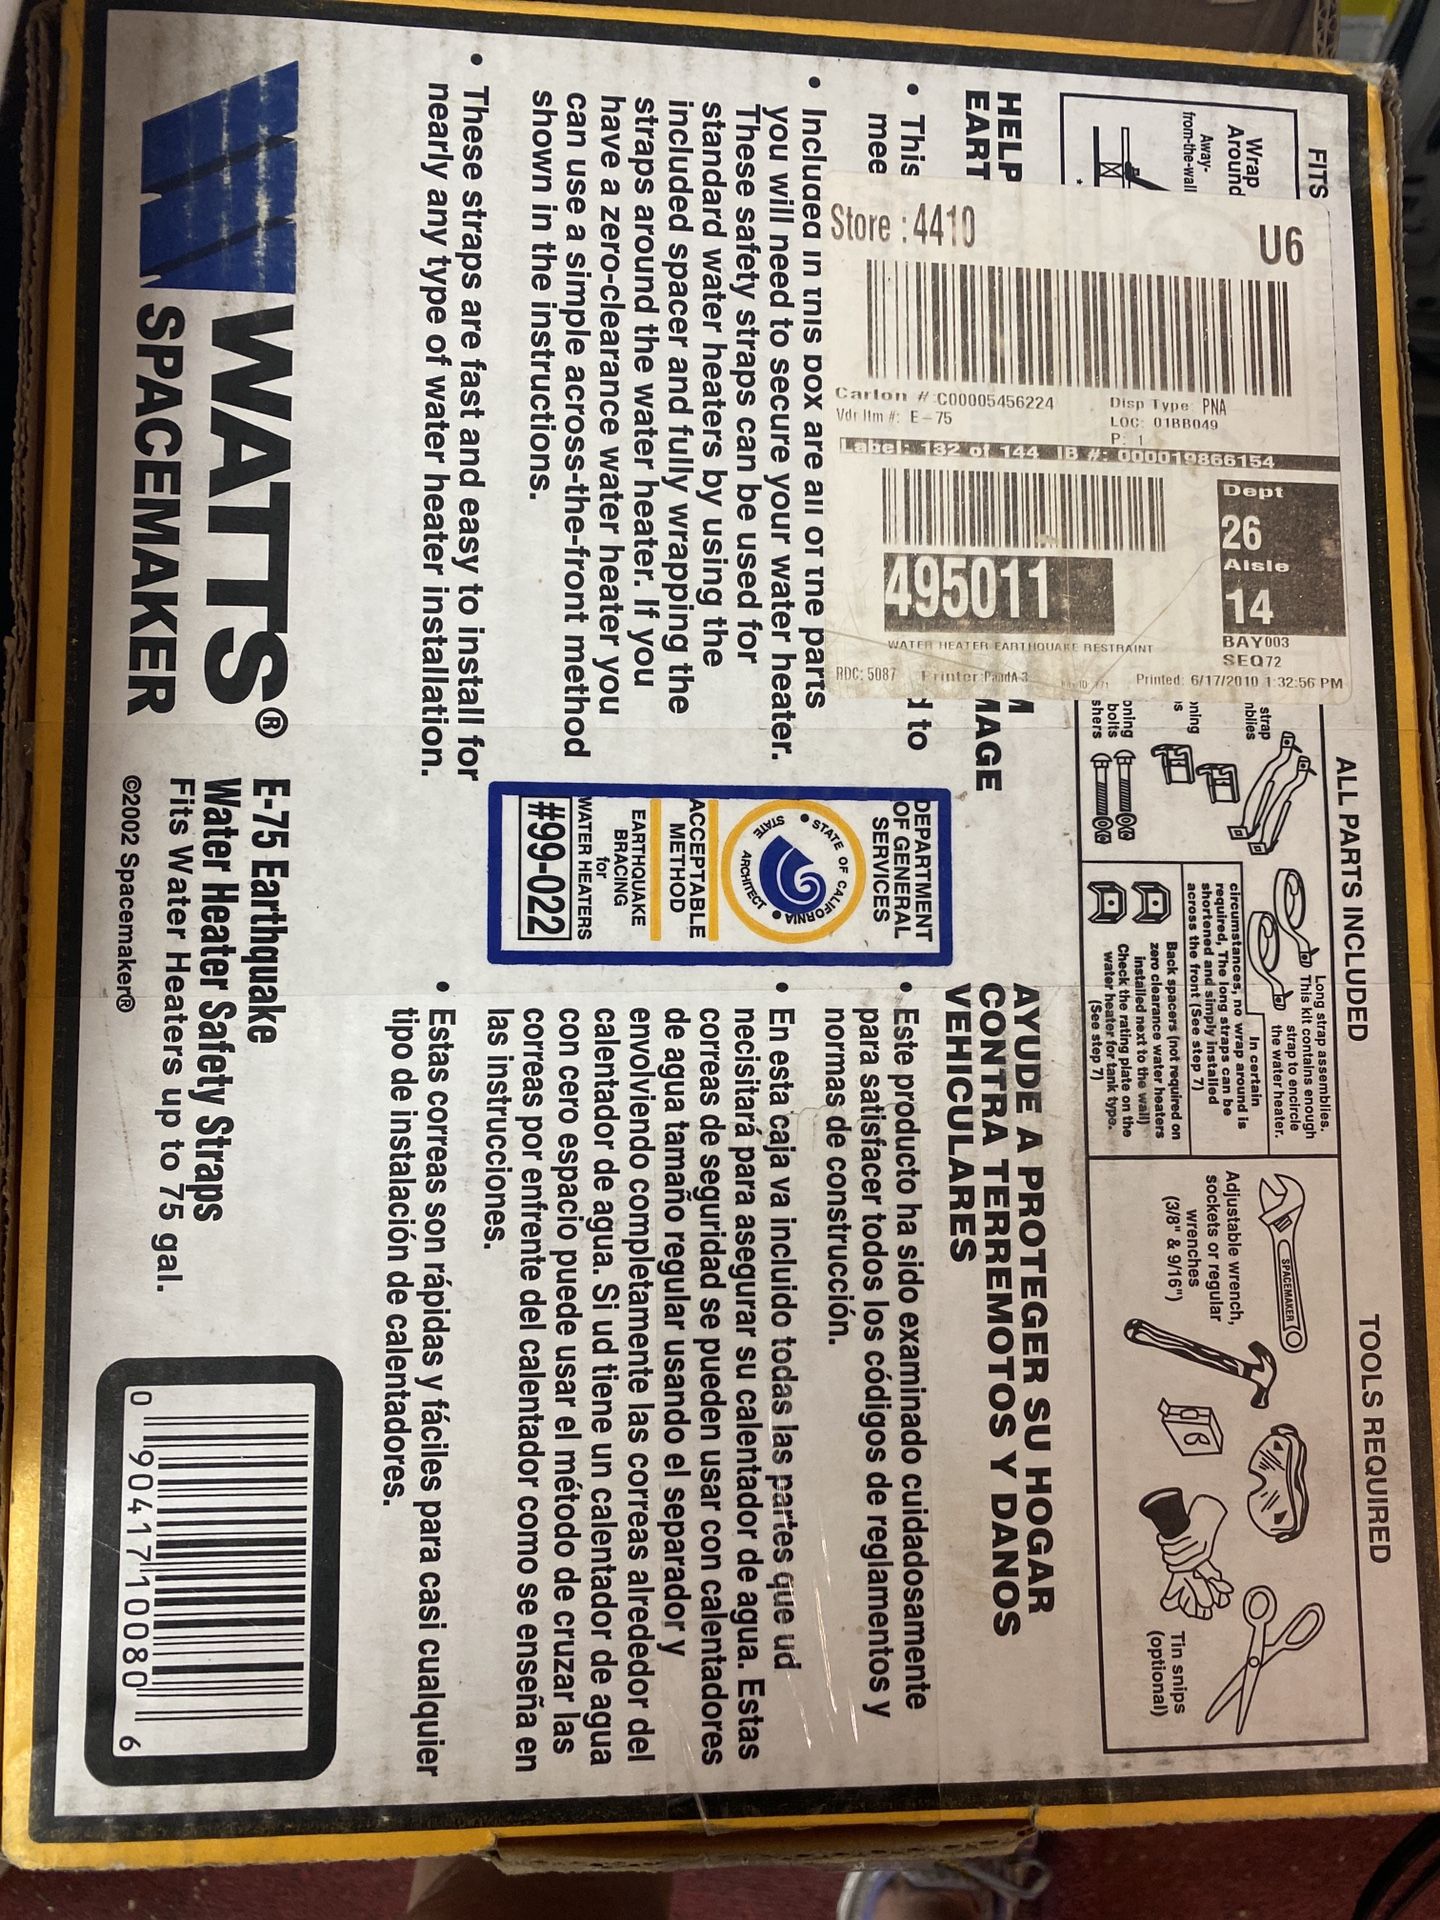 FITS
Wrap
Around
Away-
from-the-wall
*
ALL PARTS INCLUDED
strap
ning
oning
bolts
shers
Long strap assemblies.
This kit contains enough
strap to encircle
the water heater.
In certain
circumstances, no wrap around is
required, The long straps can be
shortened and simply installed
across the front (See step 7)
Back spacers (not required on
zero clearance water heaters
installed next to the wall)
Check the rating plate on the
water heater for tank type.
(See step 7)
TOOLS REQUIRED
SPACEMAKER
Adjustable wrench,
sockets or regular
wrenches
(3/8" & 9/16")
Tin snips
(optional)
U6
Store : 4410
Carton #:C00005456224
Disp Type: PNA
Vdr Itm #: E-75
LOC: 01BB049
P: 1
Label: 132 of 144 IB #: 000019866154
Dept
26
Aisle
14
BAY003
SEQ72
495011
WATER HEATER EARTHQUAKE RESTRAINT
RDC: 5087 Printer:PandA-3
Printed: 6/17/2010 1:32:56 PM
HELP
EART
MAGE
• This
mee
d to
• Included in this box are all of the parts
you will need to secure your water heater.
These safety straps can be used for
standard water heaters by using the
included spacer and fully wrapping the
straps around the water heater. If you
have a zero-clearance water heater you
can use a simple across-the-front method
shown in the instructions.
• These straps are fast and easy to install for
nearly any type of water heater installation.
DEPARTMENT
OF GENERAL
SERVICES
STATE OF CALIFORNIA
STATE ARCHITECT
ACCEPTABLE
METHOD
EARTHQUAKE
BRACING
for
WATER HEATERS
#99-022
AYUDE A PROTEGER SU HOGAR
CONTRA TERREMOTOS Y DANOS
VEHICULARES
• Este producto ha sido examinado cuidadosamente
para satisfacer todos los códigos de reglamentos y
normas de construcción.
• En esta caja va incluido todas las partes que ud
necisitará para asegurar su calentador de agua. Estas
correas de seguridad se pueden usar con calentadores
de agua tamaño regular usando el separador y
envolviendo completamente las correas alrededor del
calentador de agua. Si ud tiene un calentador de agua
con cero espacio puede usar el método de cruzar las
correas por enfrente del calentador como se enseña en
las instrucciones.
• Estas correas son rápidas y fáciles para casi cualquier
tipo de instalación de calentadores.
WATTS®
SPACEMAKER
E-75 Earthquake
Water Heater Safety Straps
Fits Water Heaters up to 75 gal.
©2002 Spacemaker®
0 90417 10080 6